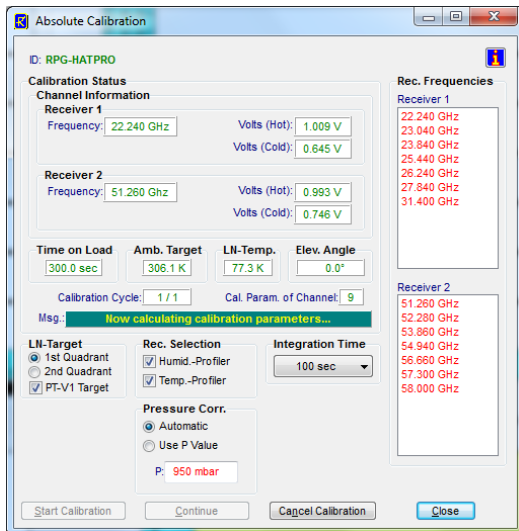 Absolute Calibration
ID: RPG-HATPRO
Calibration Status
Channel Information
Receiver 1
Frequency: 22.240 GHz
Volts (Hot): 1.009 V
Volts (Cold): 0.645 V
Receiver 2
Frequency: 51.260 GHz
Volts (Hot): 0.993 V
Volts (Cold): 0.746 V
Time on Load
300.0 sec
Amb. Target
306.1 K
LN-Temp.
77.3 K
Elev. Angle
0.0°
Calibration Cycle: 1 / 1
Cal. Param. of Channel: 9
Msg.: Now calculating calibration parameters...
LN-Target
1st Quadrant
2nd Quadrant
PT-V1 Target
Rec. Selection
Humid.-Profiler
Temp.-Profiler
Integration Time
100 sec
Pressure Corr.
Automatic
Use P Value
P: 950 mbar
Rec. Frequencies
Receiver 1
22.240 GHz
23.040 GHz
23.840 GHz
25.440 GHz
26.240 GHz
27.840 GHz
31.400 GHz
Receiver 2
51.260 GHz
52.280 GHz
53.860 GHz
54.940 GHz
56.660 GHz
57.300 GHz
58.000 GHz
Start Calibration
Continue
Cancel Calibration
Close